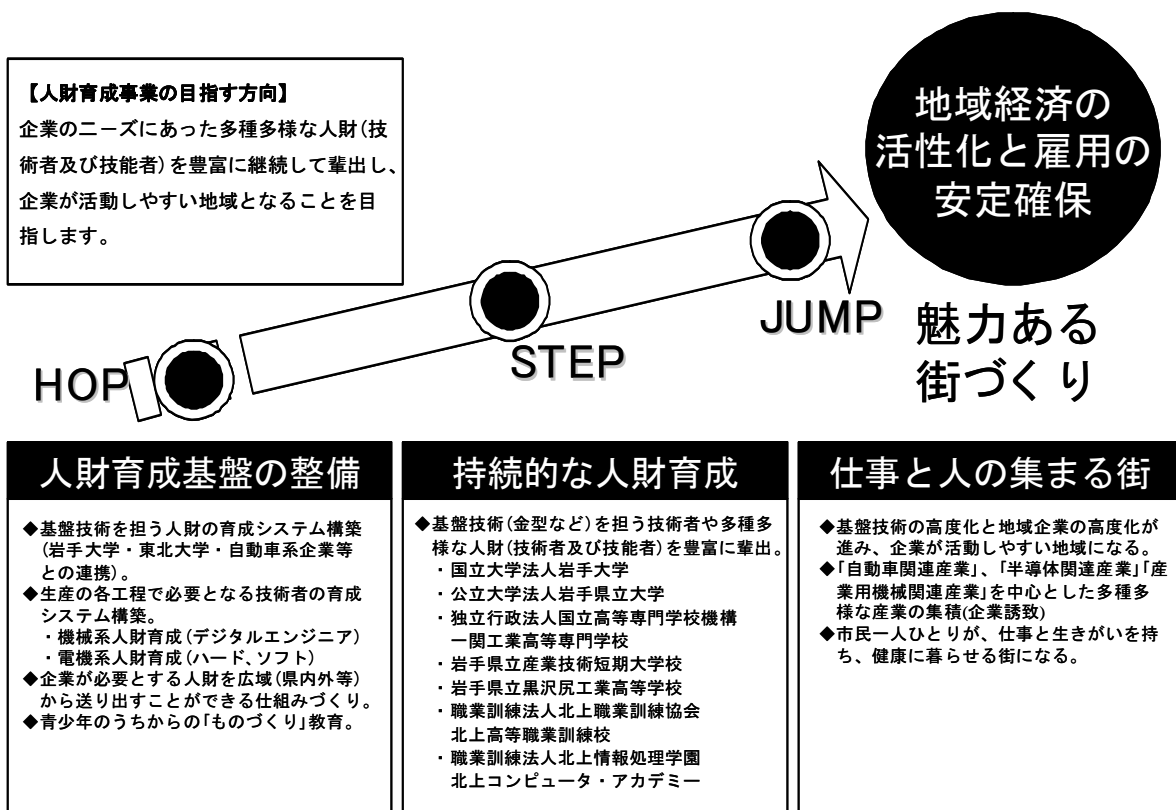 【人財育成事業の目指す方向】
企業のニーズにあった多種多様な人財(技
術者及び技能者)を豊富に継続して輩出し、
企業が活動しやすい地域となることを目
指します。
地域経済の
活性化と雇用の
安定確保
HOP
STEP
JUMP
魅力ある
街づくり
人財育成基盤の整備
◆基盤技術を担う人財の育成システム構築
(岩手大学・東北大学・自動車系企業等
との連携)。
◆生産の各工程で必要となる技術者の育成
システム構築。
・機械系人財育成(デジタルエンジニア)
・電機系人財育成(ハード、ソフト)
◆企業が必要とする人財を広域(県内外等)
から送り出すことができる仕組みづくり。
◆青少年のうちからの「ものづくり」教育。
持続的な人財育成
◆基盤技術(金型など)を担う技術者や多種多
様な人財(技術者及び技能者)を豊富に輩出。
・国立大学法人岩手大学
・公立大学法人岩手県立大学
・独立行政法人国立高等専門学校機構
一関工業高等専門学校
・岩手県立産業技術短期大学校
・岩手県立黒沢尻工業高等学校
・職業訓練法人北上職業訓練協会
北上高等職業訓練校
・職業訓練法人北上情報処理学園
北上コンピュータ・アカデミー
仕事と人の集まる街
◆基盤技術の高度化と地域企業の高度化が
進み、企業が活動しやすい地域になる。
◆「自動車関連産業」、「半導体関達産業」「産
業用機械関連産業」を中心とした多種多
様な産業の集積(企業誘致)
◆市民一人ひとりが、仕事と生きがいを持
ち、健康に暮らせる街になる。